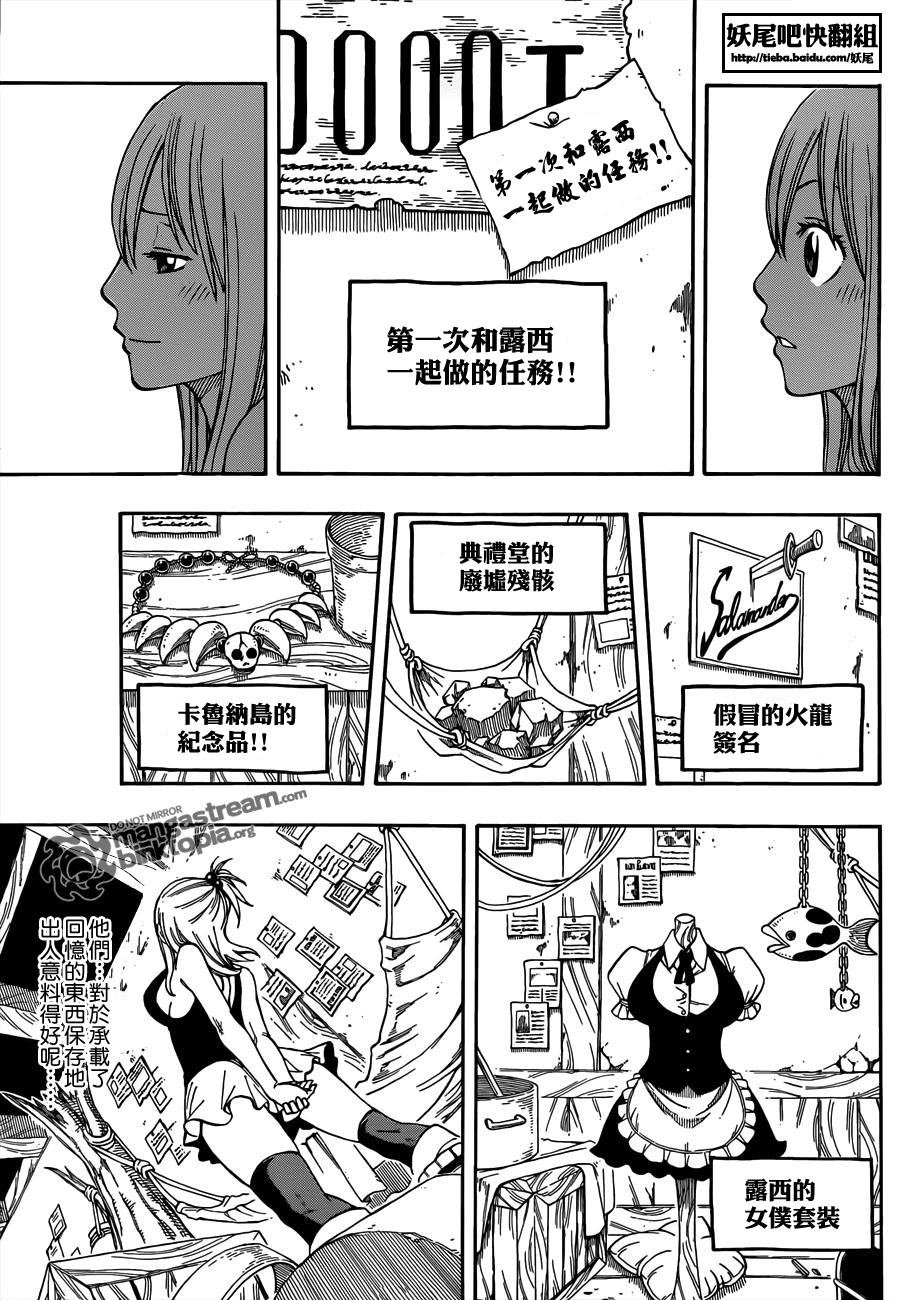 妖尾吧快翻組
http://tieba.baidu.com/妖尾
0000T
第一次和露西
一起做的任務!!
第一次和露西
一起做的任務!!
Salamander
假冒的火龍
簽名
典禮堂的
廢墟殘骸
卡魯納島的
紀念品!!
DO NOT MIRROR
mangastream.com
binktopia.org
露西的
女僕套裝
他們…對於承載了
回憶的東西保存地
出人意料得好呢……